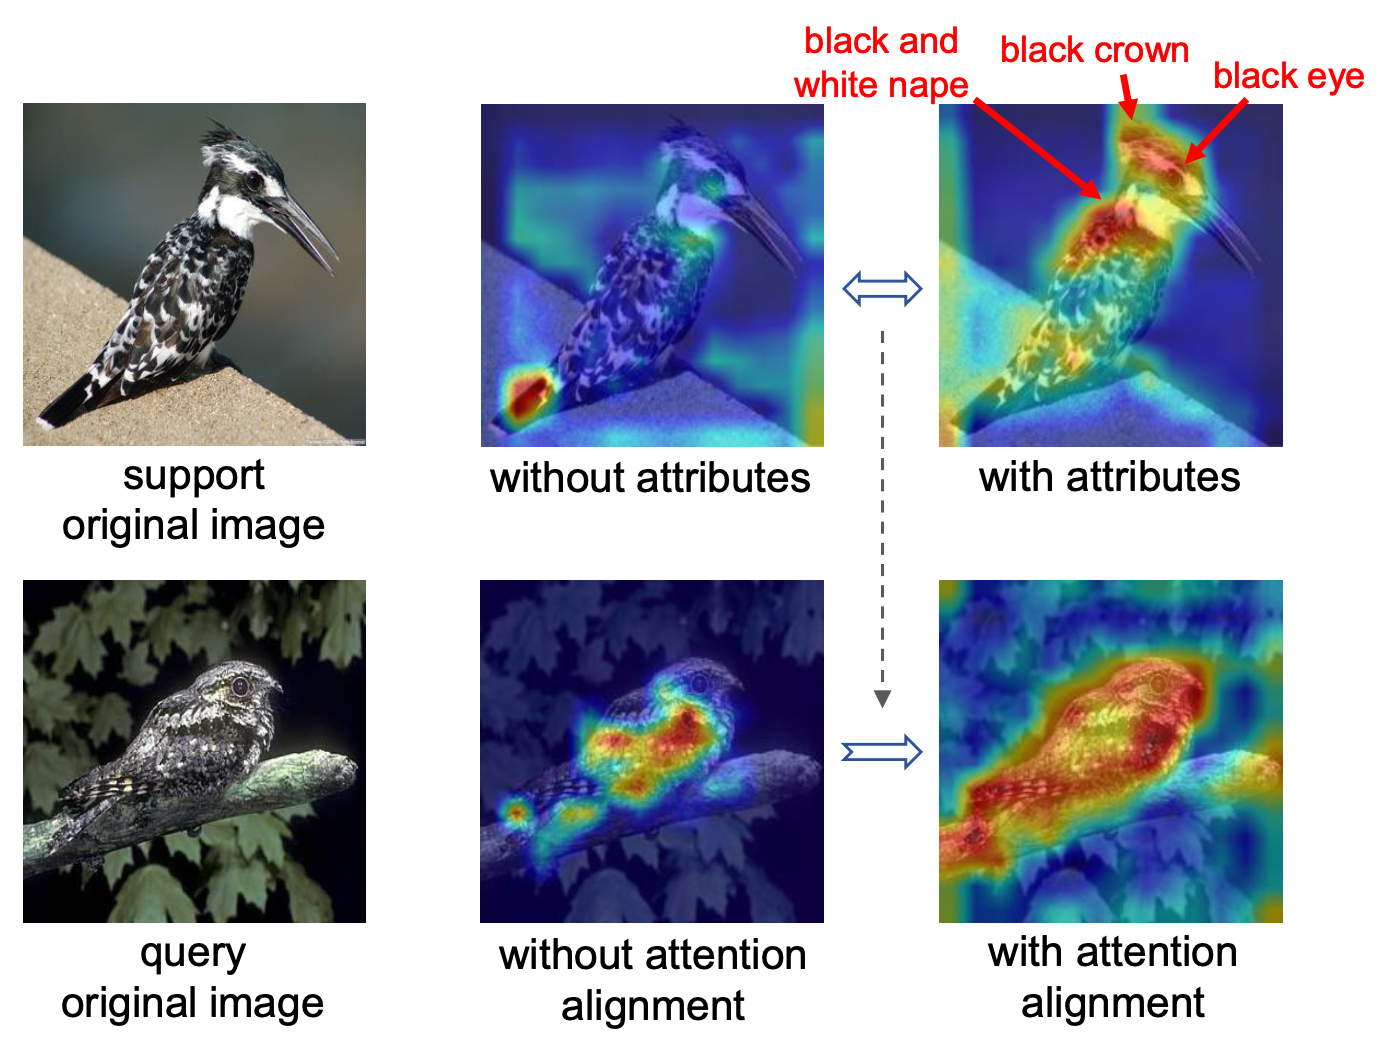 black and
white nape
black crown
black eye
support
original image
without attributes
with attributes
query
original image
without attention
alignment
with attention
alignment